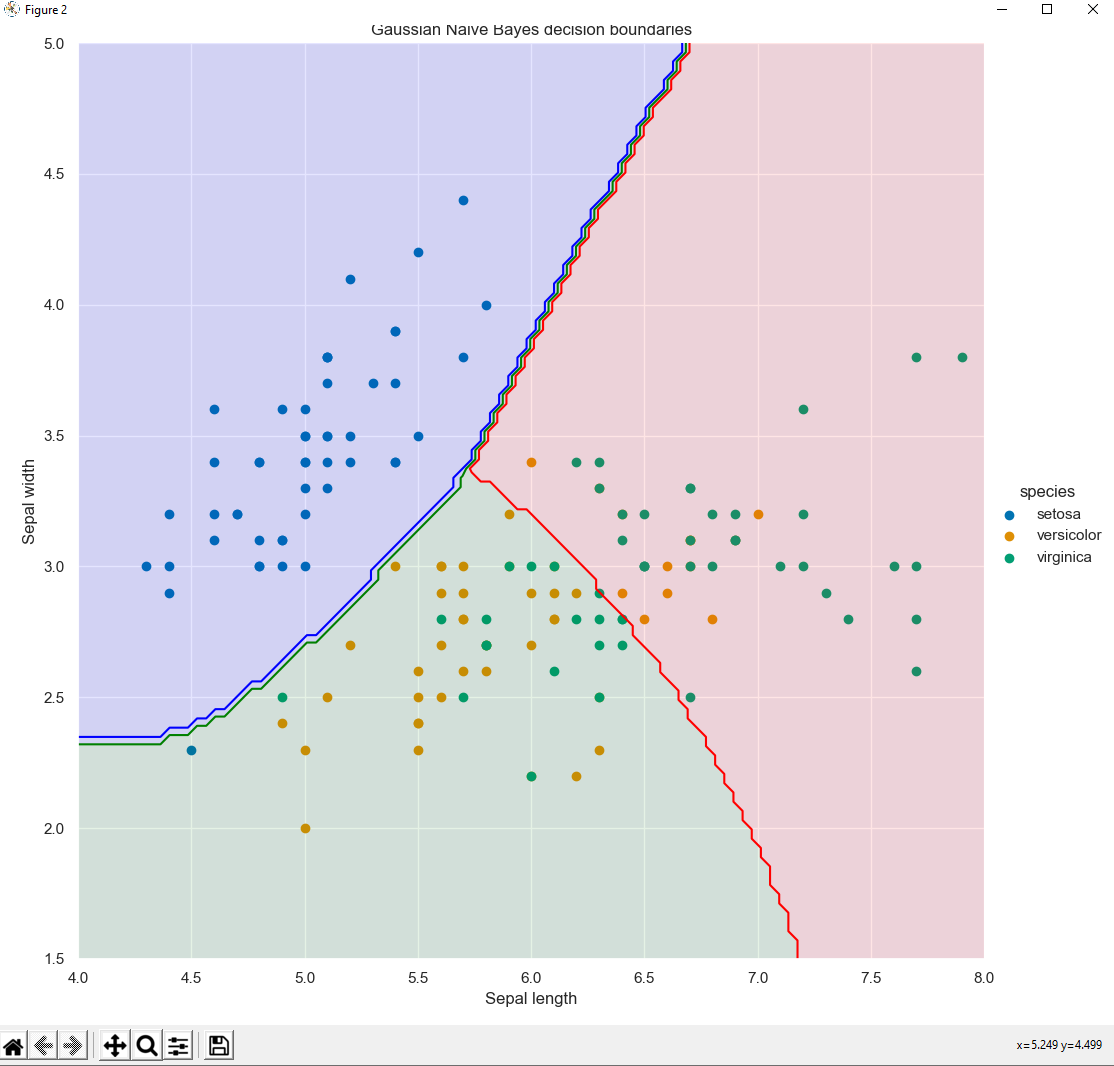 Figure 2
Gaussian Naive Bayes decision boundaries
5.0
4.5
4.0
3.5
3.0
2.5
2.0
1.5
Sepal width
4.0 4.5 5.0 5.5 6.0 6.5 7.0 7.5 8.0
Sepal length
species
setosa
versicolor
virginica
x=5.249 y=4.499